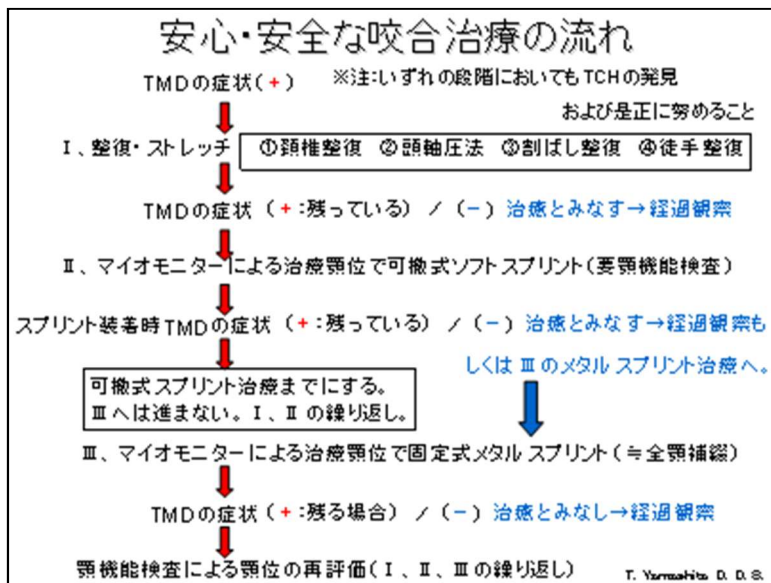 安心・安全な咬合治療の流れ
TMDの症状(+) ※注:いずれの段階においてもTCHの発見
および是正に努めること
Ⅰ、整復・ストレッチ ①頚椎整復 ②頭軸圧法 ③割ばし整復 ④徒手整復
TMDの症状 (+:残っている) / (-) 治癒とみなす→経過観察
Ⅱ、マイオモニターによる治療顎位で可撤式ソフトスプリント(要顎機能検査)
スプリント装着時TMDの症状 (+:残っている) / (-) 治癒とみなす→経過観察も
しくは Ⅲ のメタルスプリント治療へ。
可撤式スプリント治療までにする。
Ⅲへは進まない。Ⅰ、Ⅱの繰り返し。
Ⅲ、マイオモニターによる治療顎位で固定式メタルスプリント(≒全顎補綴)
TMDの症状(+:残る場合) / (-) 治癒とみなし→経過観察
顎機能検査による顎位の再評価(Ⅰ、Ⅱ、Ⅲの繰り返し) T. Yamashita D. D. S.